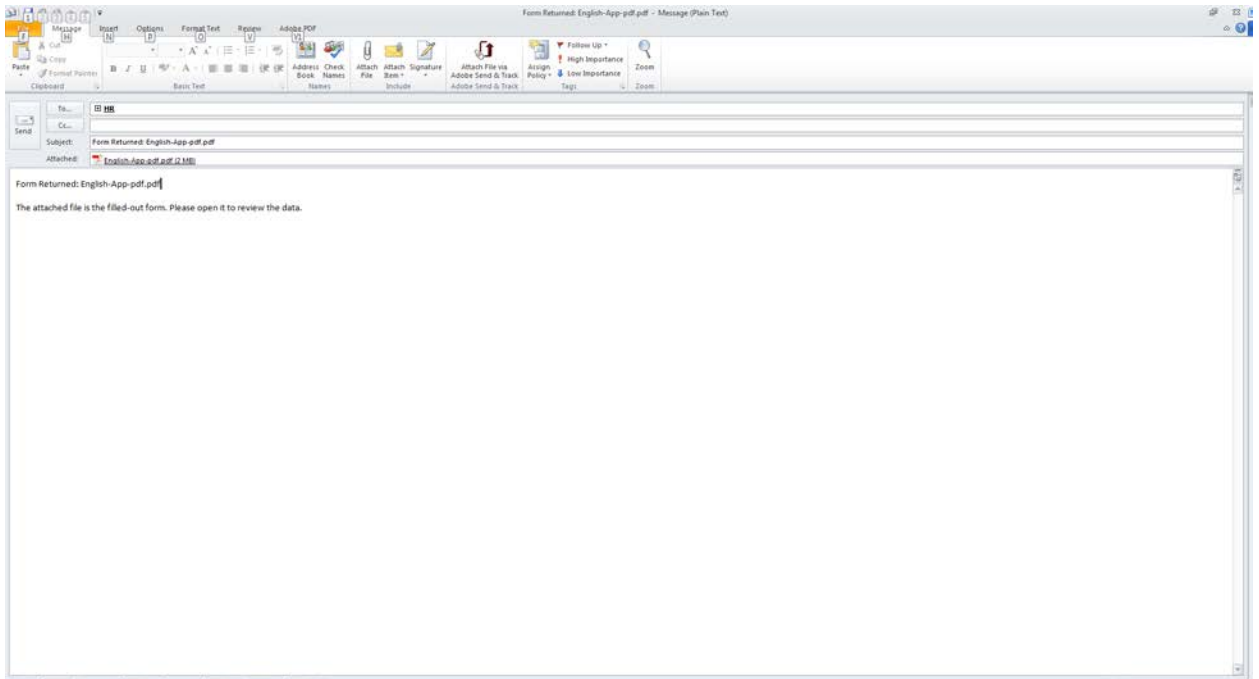 Form Returned: English-App-pdf.pdf - Message (Plain Text)
File Message Insert Options Format Text Review Adobe PDF
F H N P O V Y1
Paste
Cut
Copy
Format Painter
Clipboard
B I U
Basic Text
Address Book
Check Names
Names
Attach File
Attach Item
Signature
Include
Attach File via Adobe Send & Track
Adobe Send & Track
Assign Policy
Follow Up
High Importance
Low Importance
Tags
Zoom
Zoom
Send
To...
HR
Cc...
Subject:
Form Returned: English-App-pdf.pdf
Attached:
English-App-pdf.pdf (2 MB)
Form Returned: English-App-pdf.pdf
The attached file is the filled-out form. Please open it to review the data.